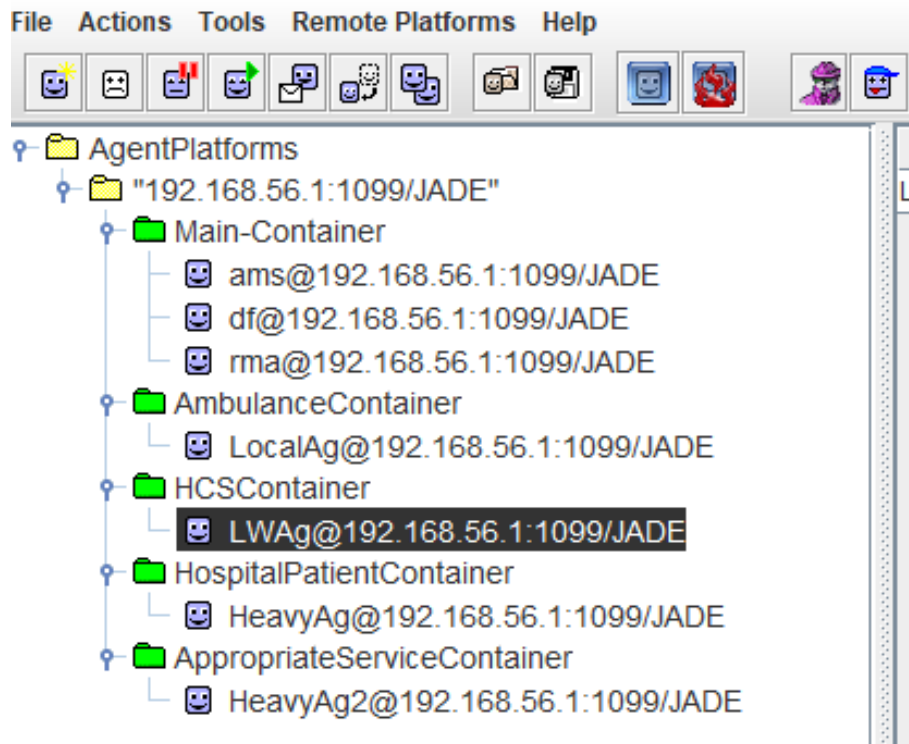 File Actions Tools Remote Platforms Help
AgentPlatforms
"192.168.56.1:1099/JADE"
Main-Container
ams@192.168.56.1:1099/JADE
df@192.168.56.1:1099/JADE
rma@192.168.56.1:1099/JADE
AmbulanceContainer
LocalAg@192.168.56.1:1099/JADE
HCSContainer
LWAg@192.168.56.1:1099/JADE
HospitalPatientContainer
HeavyAg@192.168.56.1:1099/JADE
AppropriateServiceContainer
HeavyAg2@192.168.56.1:1099/JADE